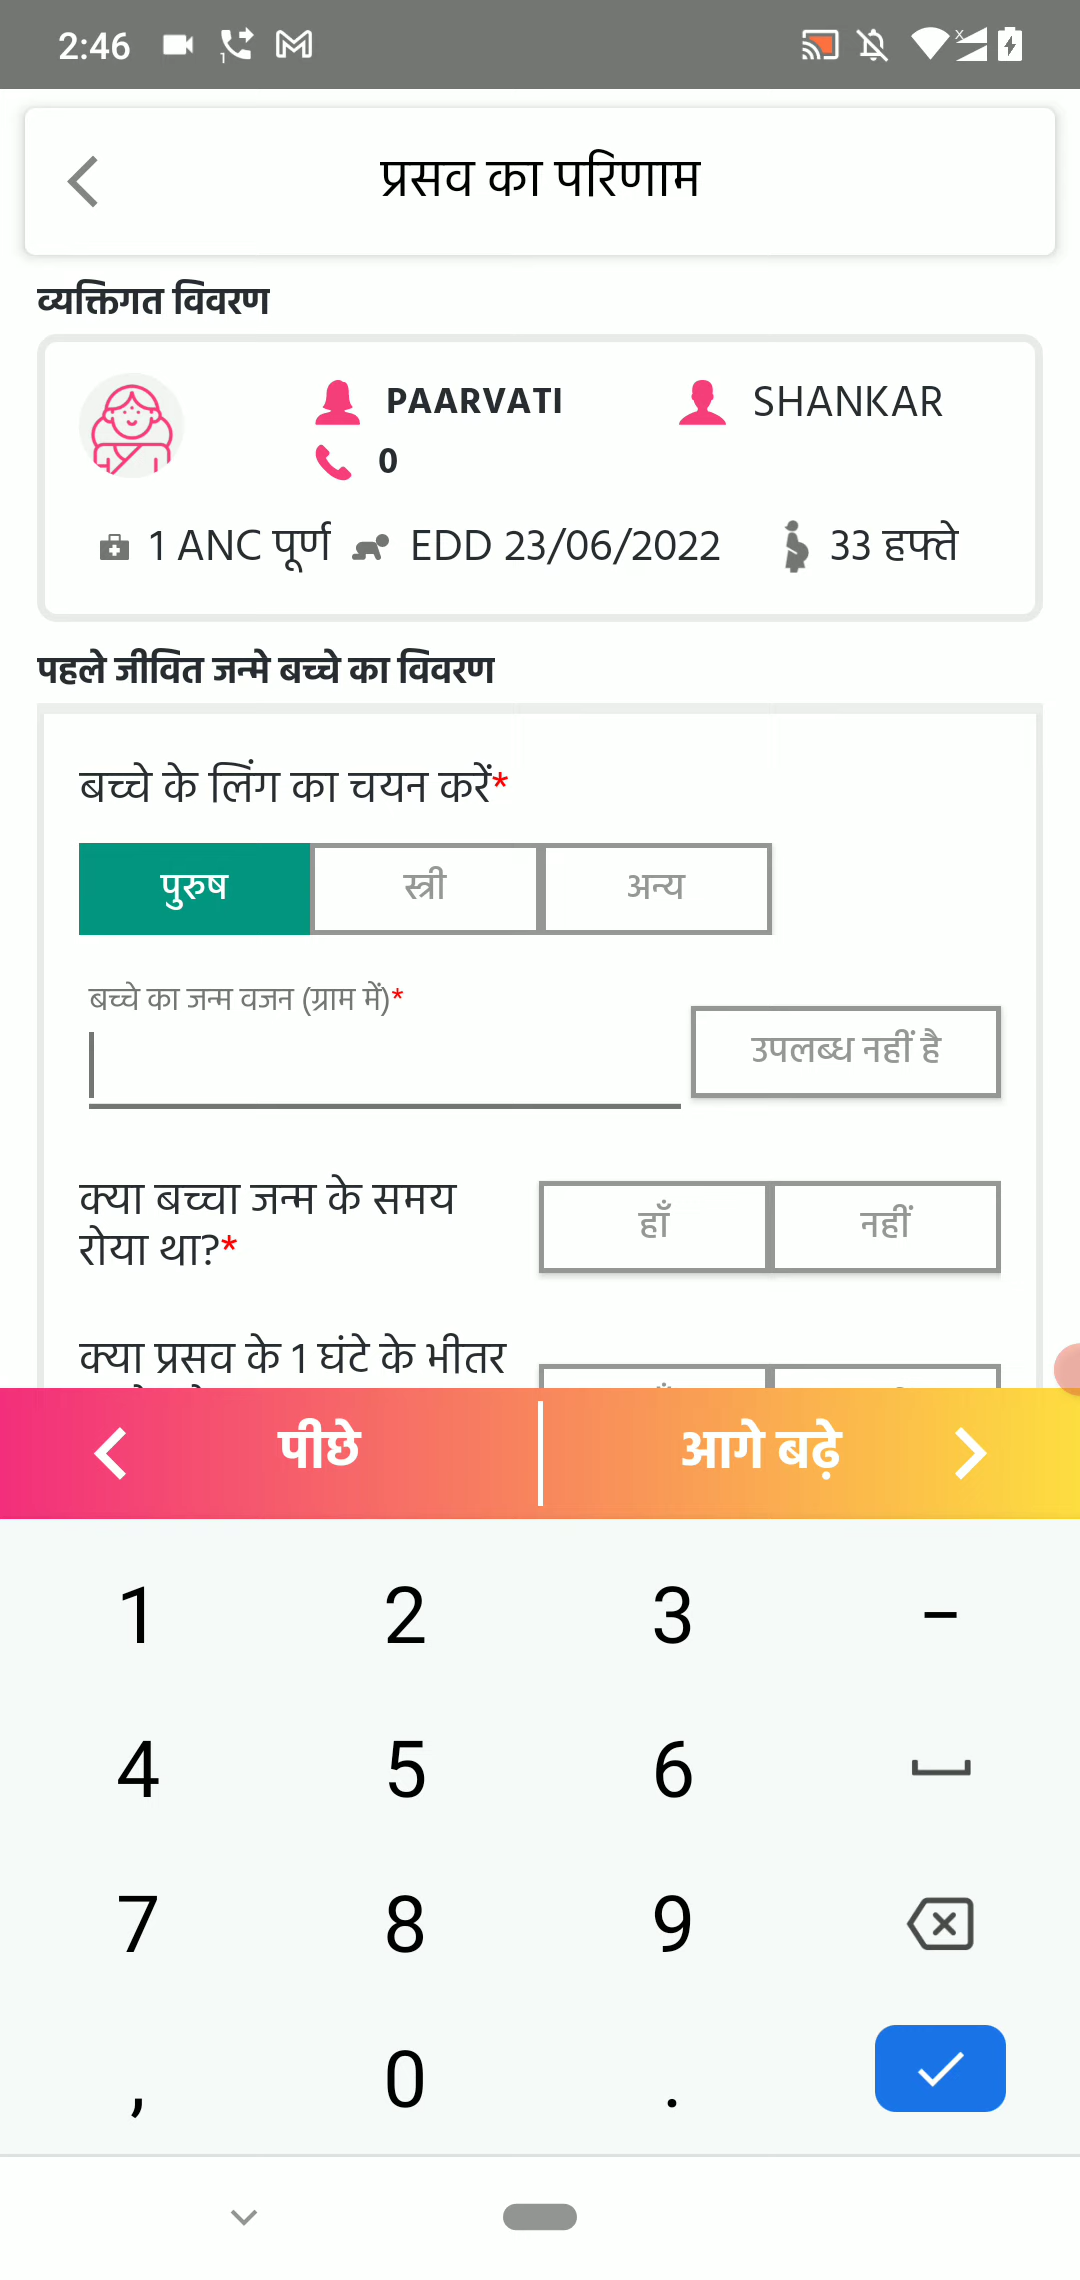 2:46
प्रसव का परिणाम
व्यक्तिगत विवरण
PAARVATI SHANKAR
0
1 ANC पूर्ण EDD 23/06/2022 33 हफ्ते
पहले जीवित जन्मे बच्चे का विवरण
बच्चे के लिंग का चयन करें*
पुरुष स्त्री अन्य
बच्चे का जन्म वजन (ग्राम में)*
उपलब्ध नहीं है
क्या बच्चा जन्म के समय
रोया था?*
हाँ नहीं
क्या प्रसव के 1 घंटे के भीतर
पीछे आगे बढ़े
1 2 3 –
4 5 6
7 8 9
, 0 .